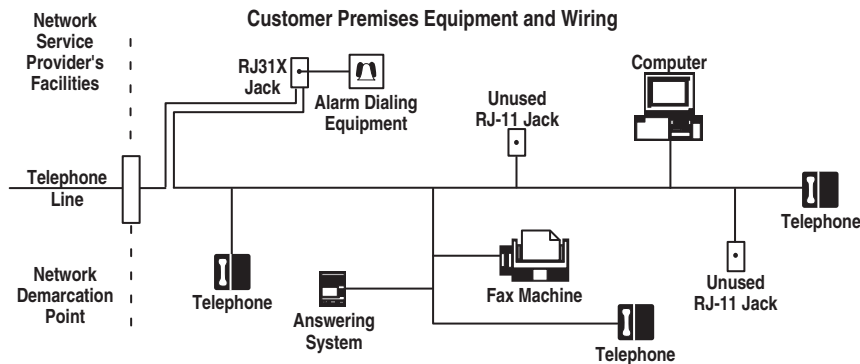 Customer Premises Equipment and Wiring
Network
Service
Provider's
Facilities
RJ31X
Jack
Alarm Dialing
Equipment
Unused
RJ-11 Jack
Computer
Telephone
Line
Telephone
Network
Demarcation
Point
Telephone
Answering
System
Fax Machine
Unused
RJ-11 Jack
Telephone